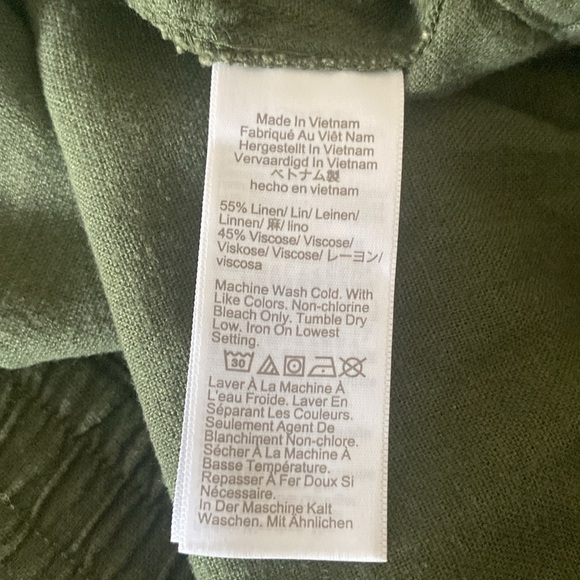 Made In Vietnam
Fabriqué Au Viêt Nam
Hergestellt In Vietnam
Vervaardigd In Vietnam
ベトナム製
hecho en vietnam
55% Linen/ Lin/ Leinen/
Linnen/ 麻/ lino
45% Viscose/ Viscose/
Viskose/ Viscose/ レーヨン/
viscosa
Machine Wash Cold. With
Like Colors. Non-chlorine
Bleach Only. Tumble Dry
Low. Iron On Lowest
Setting.
30
Laver À La Machine À
L'eau Froide. Laver En
Séparant Les Couleurs.
Seulement Agent De
Blanchiment Non-chlore.
Sécher À La Machine À
Basse Température.
Repasser À Fer Doux Si
Nécessaire.
In Der Maschine Kalt
Waschen. Mit Ähnlichen